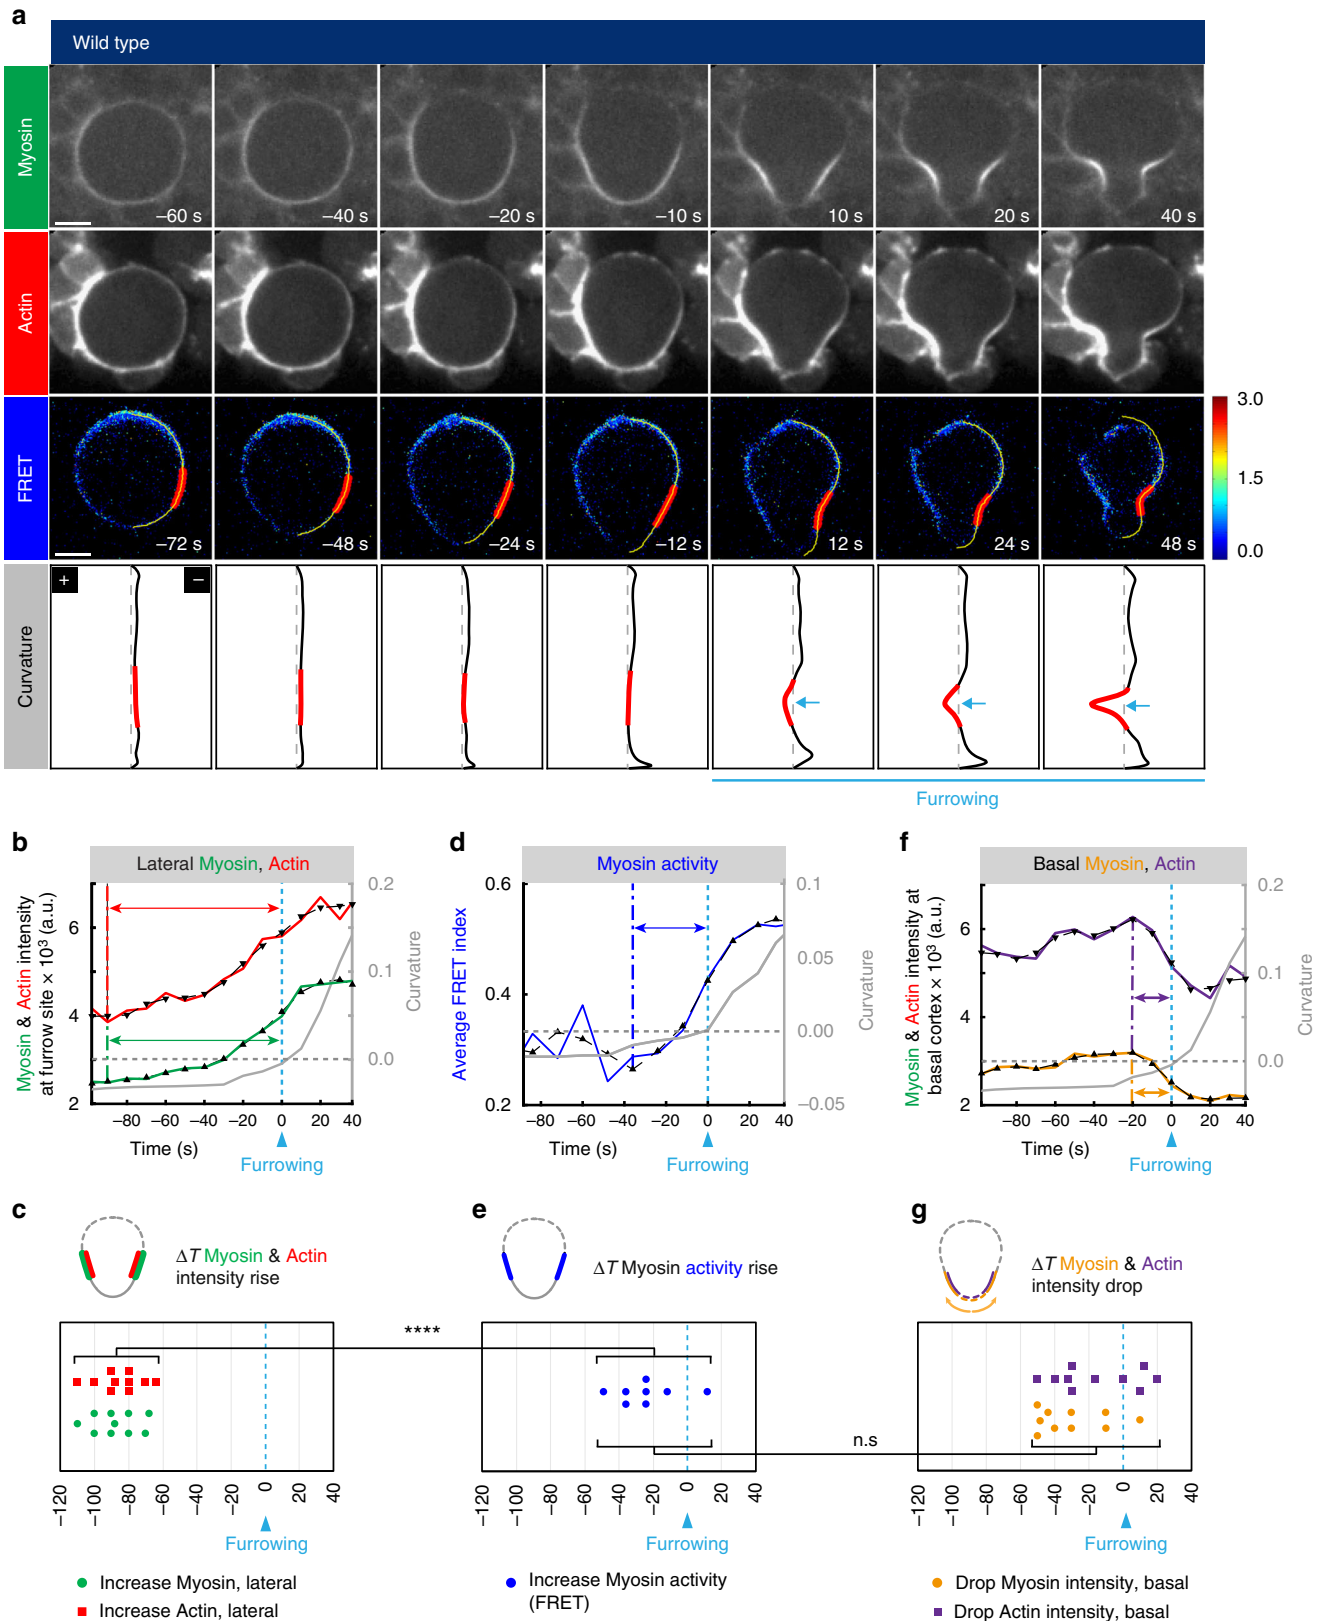 a
Wild type
Myosin
−60 s
−40 s
−20 s
−10 s
10 s
20 s
40 s
Actin
FRET
−72 s
−48 s
−24 s
−12 s
12 s
24 s
48 s
3.0
1.5
0.0
Curvature
+
−
Furrowing
b
Lateral Myosin, Actin
Myosin & Actin intensity
at furrow site × 10³ (a.u.)
6
4
2
0.2
0.1
0.0
Curvature
−80 −60 −40 −20 0 20 40
Time (s)
Furrowing
d
Myosin activity
Average FRET index
0.6
0.4
0.2
0.1
0.05
0.00
−0.05
Curvature
−80 −60 −40 −20 0 20 40
Time (s)
Furrowing
f
Basal Myosin, Actin
Myosin & Actin intensity at
basal cortex × 10³ (a.u.)
6
4
2
0.2
0.1
0.0
Curvature
−80 −60 −40 −20 0 20 40
Time (s)
Furrowing
c
ΔT Myosin & Actin
intensity rise
−120 −100 −80 −60 −40 −20 0 20 40
Furrowing
Increase Myosin, lateral
Increase Actin, lateral
****
e
ΔT Myosin activity rise
−120 −100 −80 −60 −40 −20 0 20 40
Furrowing
Increase Myosin activity
(FRET)
n.s
g
ΔT Myosin & Actin
intensity drop
−120 −100 −80 −60 −40 −20 0 20 40
Furrowing
Drop Myosin intensity, basal
Drop Actin intensity, basal